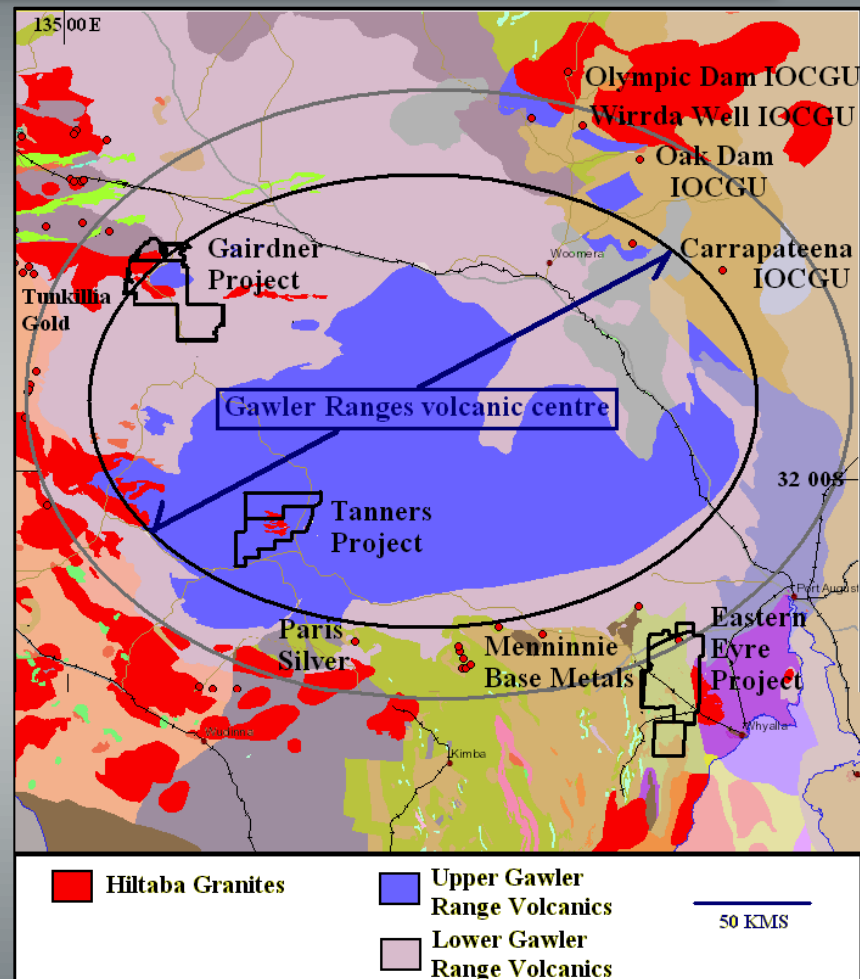 135 00 E
Olympic Dam IOCGU
Wirrda Well IOCGU
Oak Dam
IOCGU
Gairdner
Project
Woomera
Carrapateena
IOCGU
Tunkillia
Gold
Gawler Ranges volcanic centre
32 00S
Tanners
Project
Port August
Paris
Silver
Menninnie
Base Metals
Eastern
Eyre
Project
Whyalla
Kimba
Hiltaba Granites
Upper Gawler
Range Volcanics
Lower Gawler
Range Volcanics
50 KMS